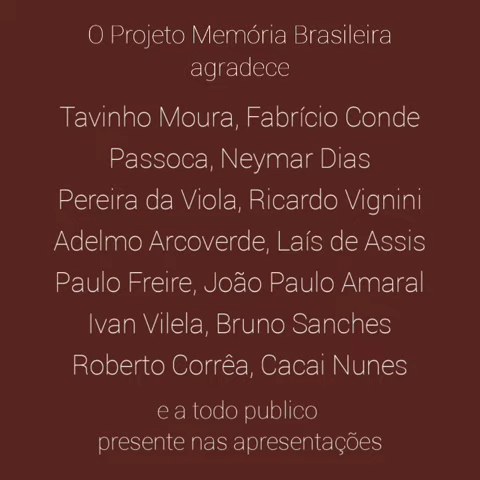 O Projeto Memória Brasileira
agradece
Tavinho Moura, Fabrício Conde
Passoca, Neymar Dias
Pereira da Viola, Ricardo Vignini
Adelmo Arcoverde, Laís de Assis
Paulo Freire, João Paulo Amaral
Ivan Vilela, Bruno Sanches
Roberto Corrêa, Cacai Nunes
e a todo publico
presente nas apresentações